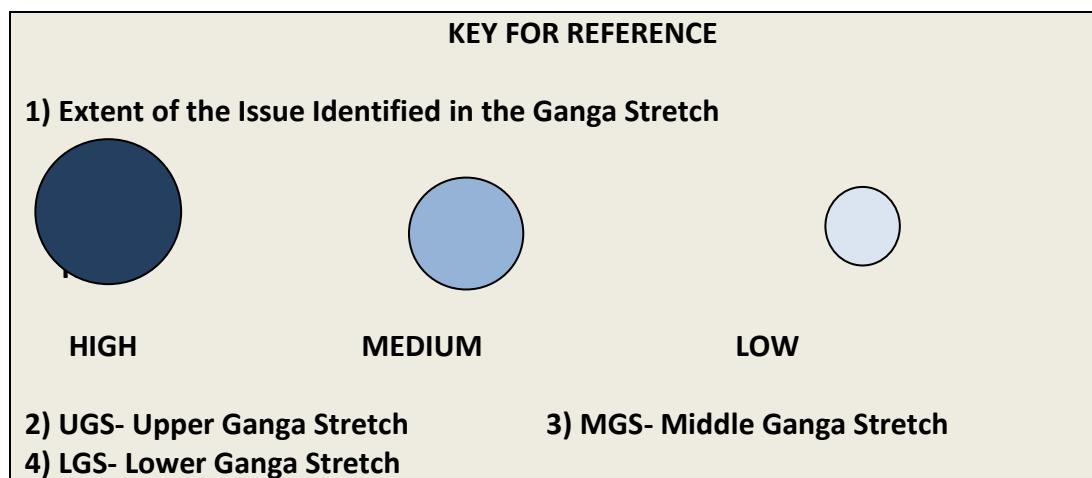 KEY FOR REFERENCE
1) Extent of the Issue Identified in the Ganga Stretch
HIGH MEDIUM LOW
2) UGS- Upper Ganga Stretch 3) MGS- Middle Ganga Stretch
4) LGS- Lower Ganga Stretch